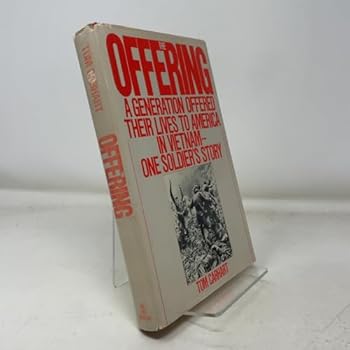 THE
OFFERING
A GENERATION OFFERED
THEIR LIVES TO AMERICA
IN VIETNAM—
ONE SOLDIER'S STORY
TOM CARHART
OFFERING